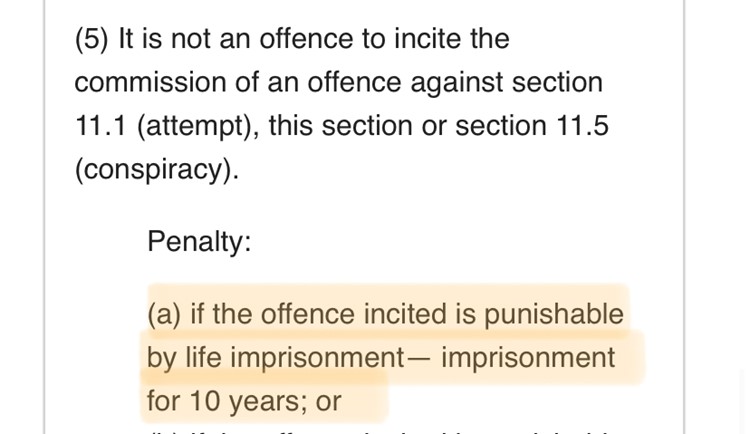 (5) It is not an offence to incite the
commission of an offence against section
11.1 (attempt), this section or section 11.5
(conspiracy).
Penalty:
(a) if the offence incited is punishable
by life imprisonment— imprisonment
for 10 years; or